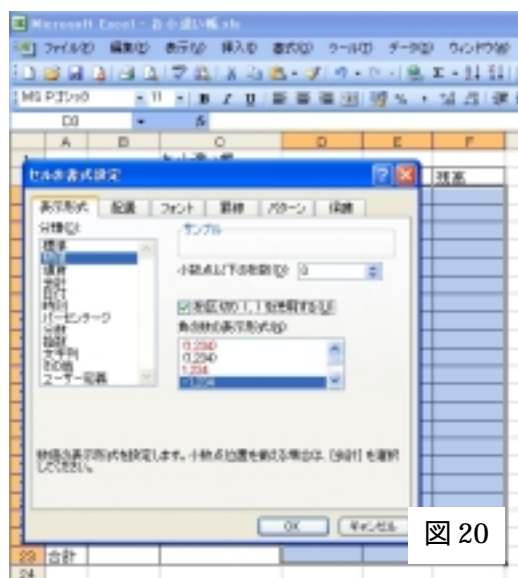 Microsoft Excel - お小遣い帳.xls
ファイル(F) 編集(E) 表示(V) 挿入(I) 書式(O) ツール(T) データ(D) ウィンドウ(W)
MS Pゴシック 11 B I U
D3
A B C D E F
1
セルの書式設定
残高
表示形式 配置 フォント 罫線 パターン 保護
分類(C):
サンプル
標準
数値
通貨
会計
日付
時刻
パーセンテージ
分数
指数
文字列
その他
ユーザー定義
小数点以下の桁数(D): 0
桁区切り(,)を使用する(U)
負の数の表示形式(N):
(1,234)
(1,234)
1,234
-1,234
数値の表示形式を設定します。小数点位置を揃える場合は、[会計] を選択
してください。
OK キャンセル
図 20
23 合計
24